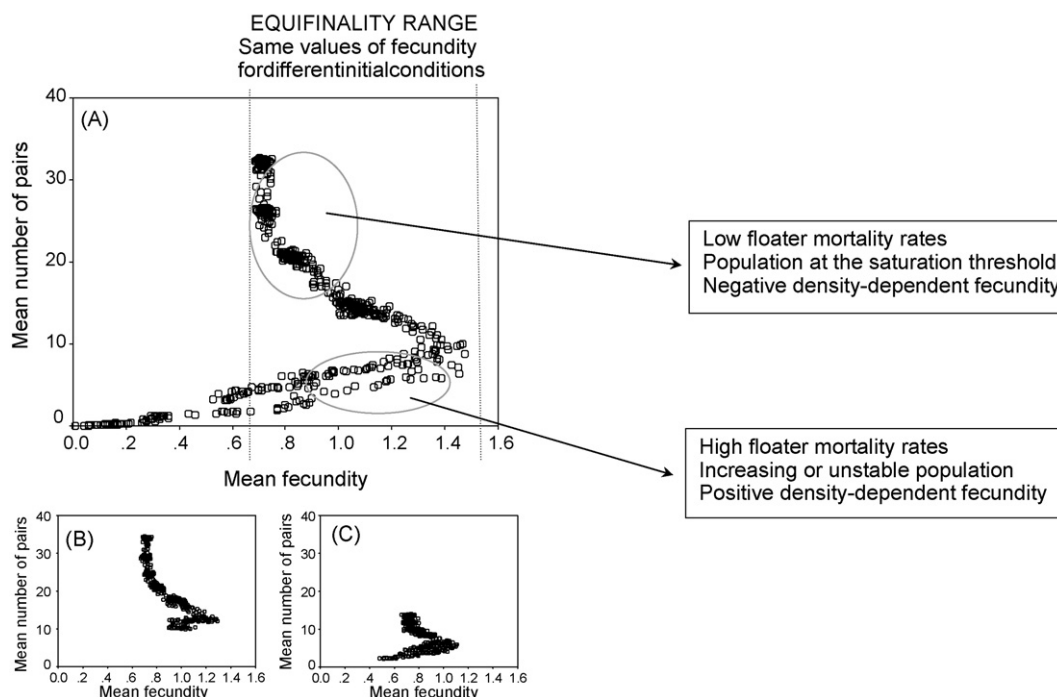 EQUIFINALITY RANGE
Same values of fecundity
fordifferentinitialconditions
(A)
Mean number of pairs
40
30
20
10
0
0.0 .2 .4 .6 .8 1.0 1.2 1.4 1.6
Mean fecundity
Low floater mortality rates
Population at the saturation threshold
Negative density-dependent fecundity
High floater mortality rates
Increasing or unstable population
Positive density-dependent fecundity
(B)
Mean number of pairs
40
30
20
10
0
0.0 .2 .4 .6 .8 1.0 1.2 1.4 1.6
Mean fecundity
(C)
Mean number of pairs
40
30
20
10
0
0.0 .2 .4 .6 .8 1.0 1.2 1.4 1.6
Mean fecundity